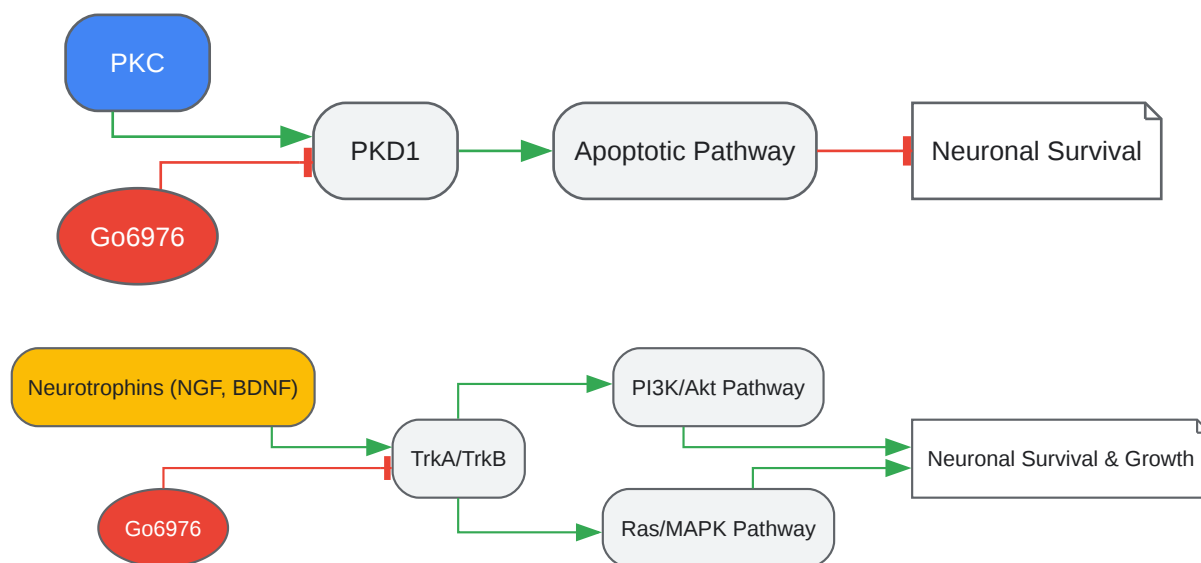 PKC
PKD1
Apoptotic Pathway
Neuronal Survival
Go6976
Neurotrophins (NGF, BDNF)
PI3K/Akt Pathway
TrkA/TrkB
Neuronal Survival & Growth
Go6976
Ras/MAPK Pathway